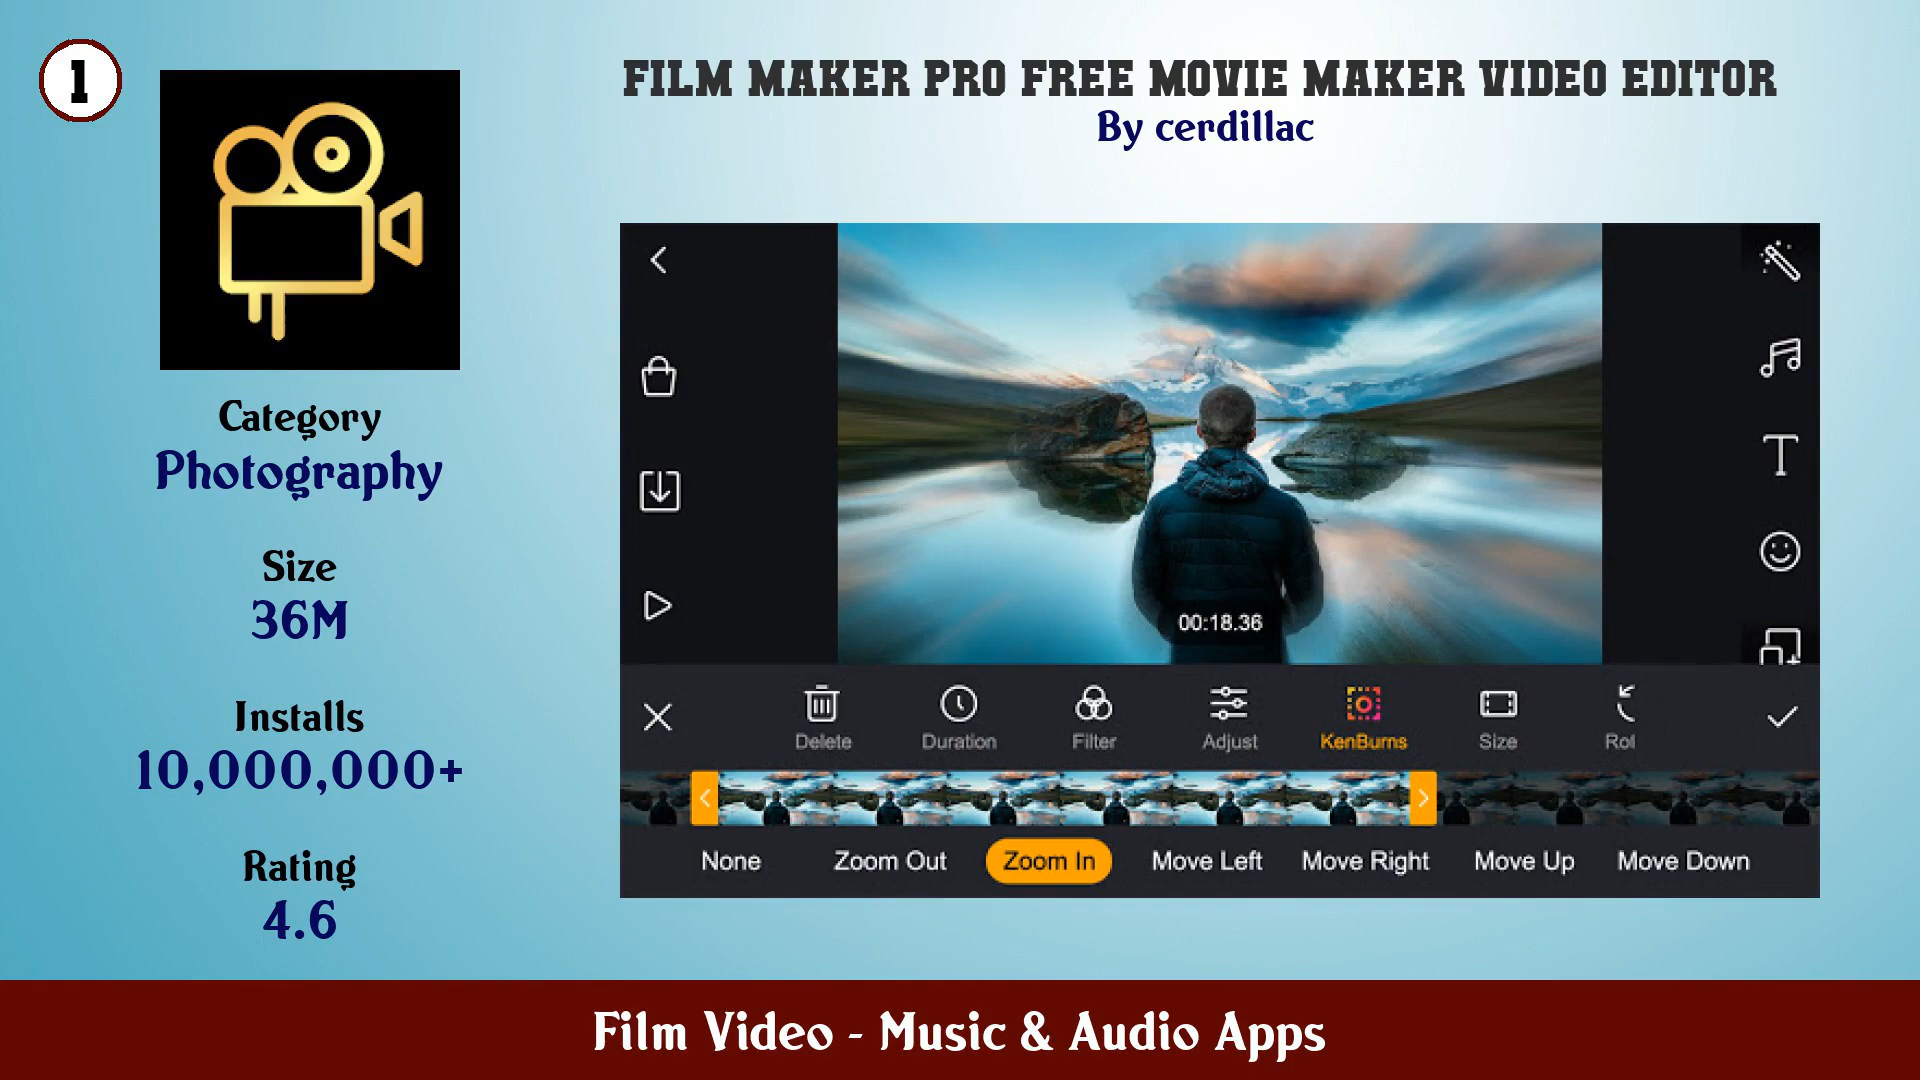 1
FILM MAKER PRO FREE MOVIE MAKER VIDEO EDITOR
By cerdillac
Category
Photography
Size
36M
Installs
10,000,000+
Rating
4.6
00:18.36
Delete
Duration
Filter
Adjust
KenBurns
Size
Rot
None
Zoom Out
Zoom In
Move Left
Move Right
Move Up
Move Down
Film Video - Music & Audio Apps